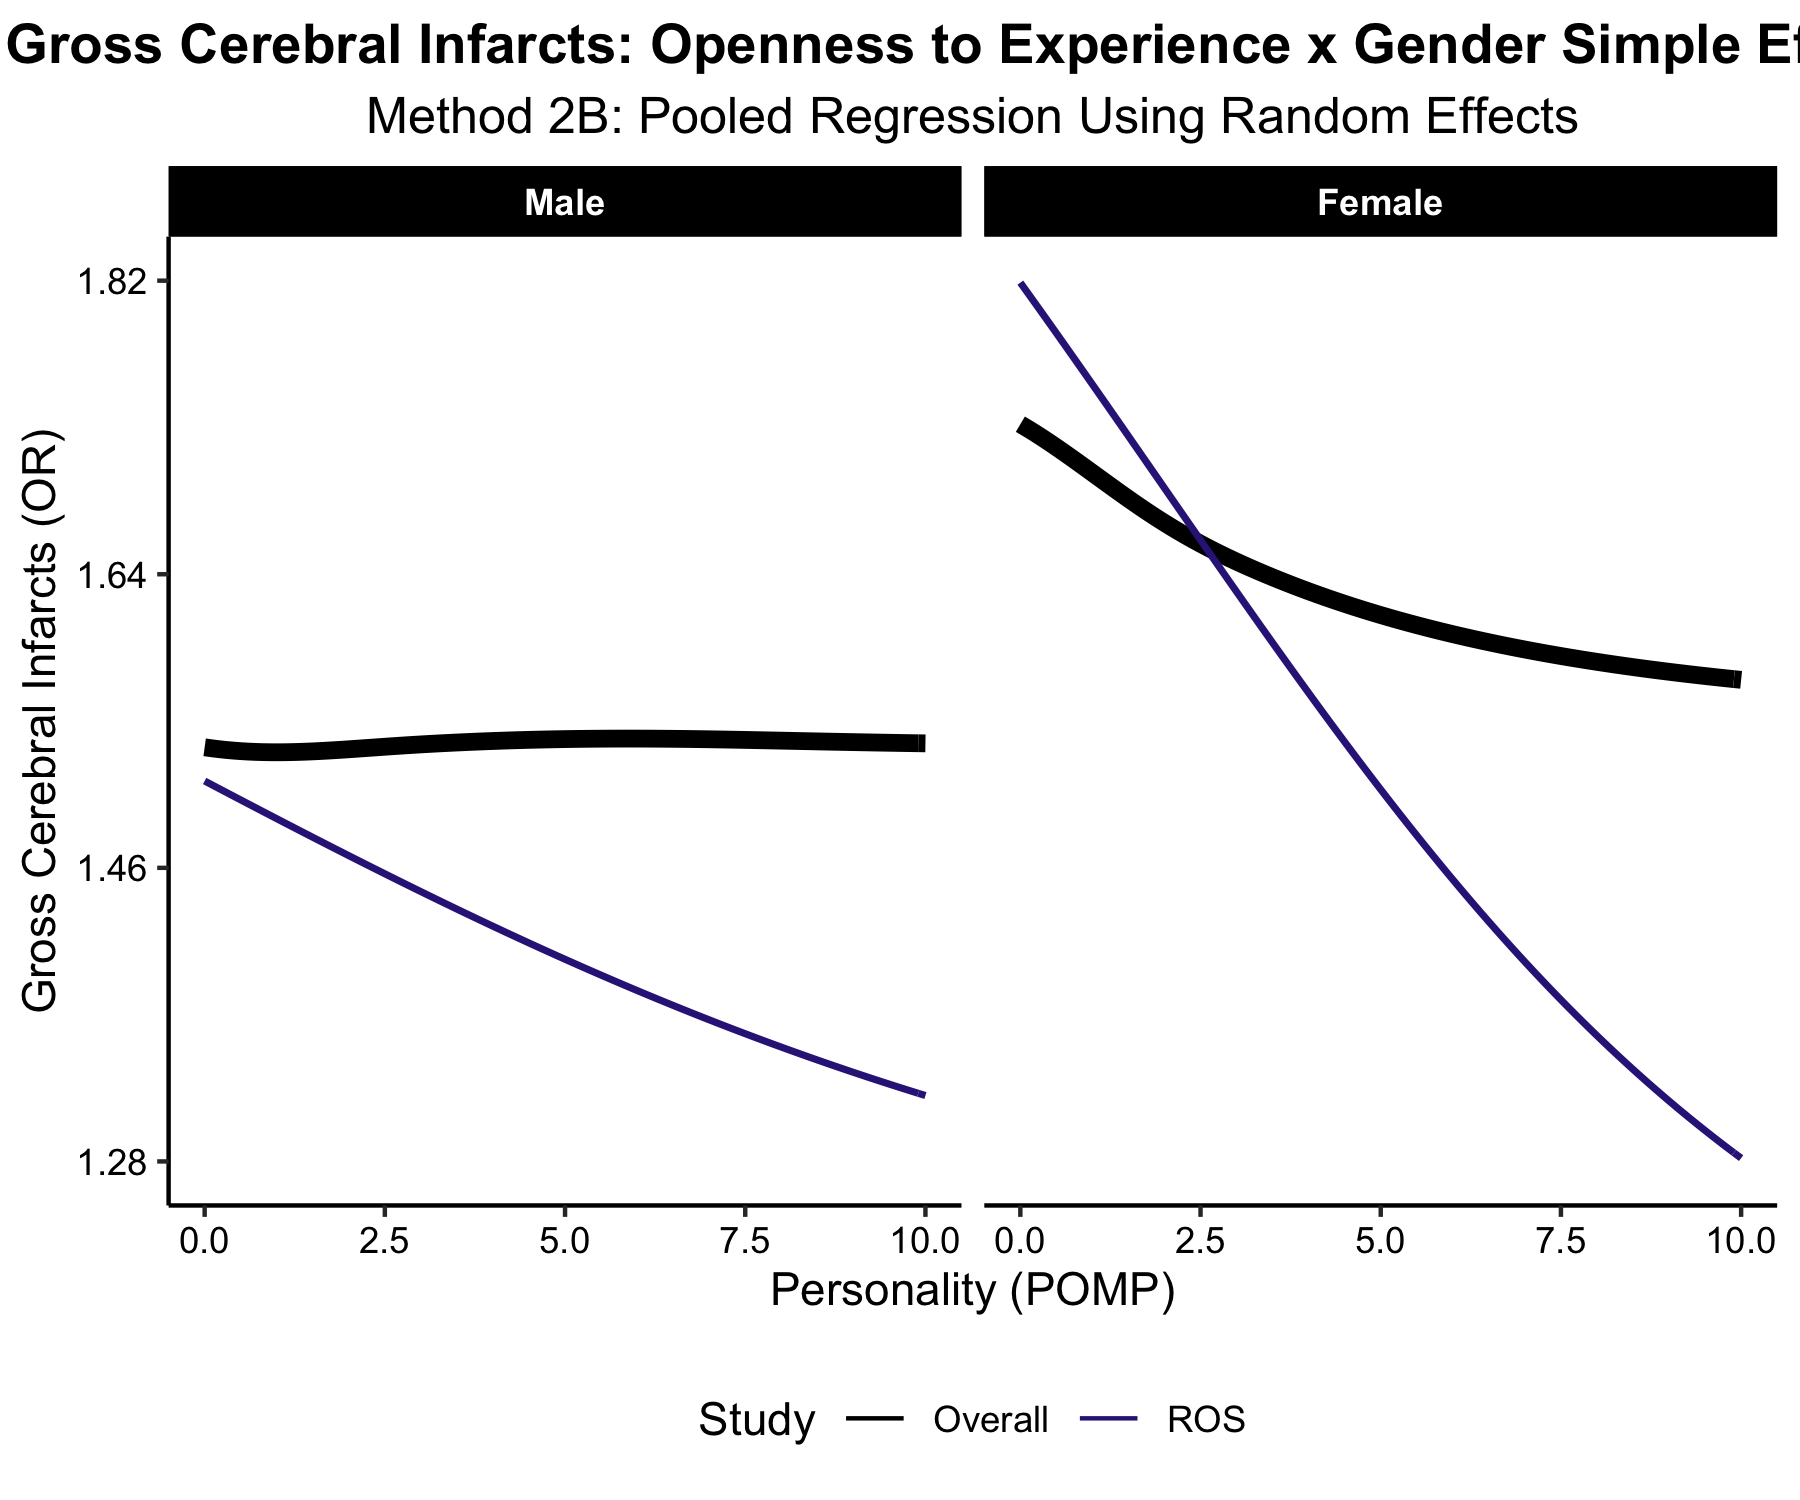 Gross Cerebral Infarcts: Openness to Experience x Gender Simple Ef
Method 2B: Pooled Regression Using Random Effects
Male
Female
Gross Cerebral Infarcts (OR)
1.82
1.64
1.46
1.28
0.0 2.5 5.0 7.5 10.0
0.0 2.5 5.0 7.5 10.0
Personality (POMP)
Study Overall ROS